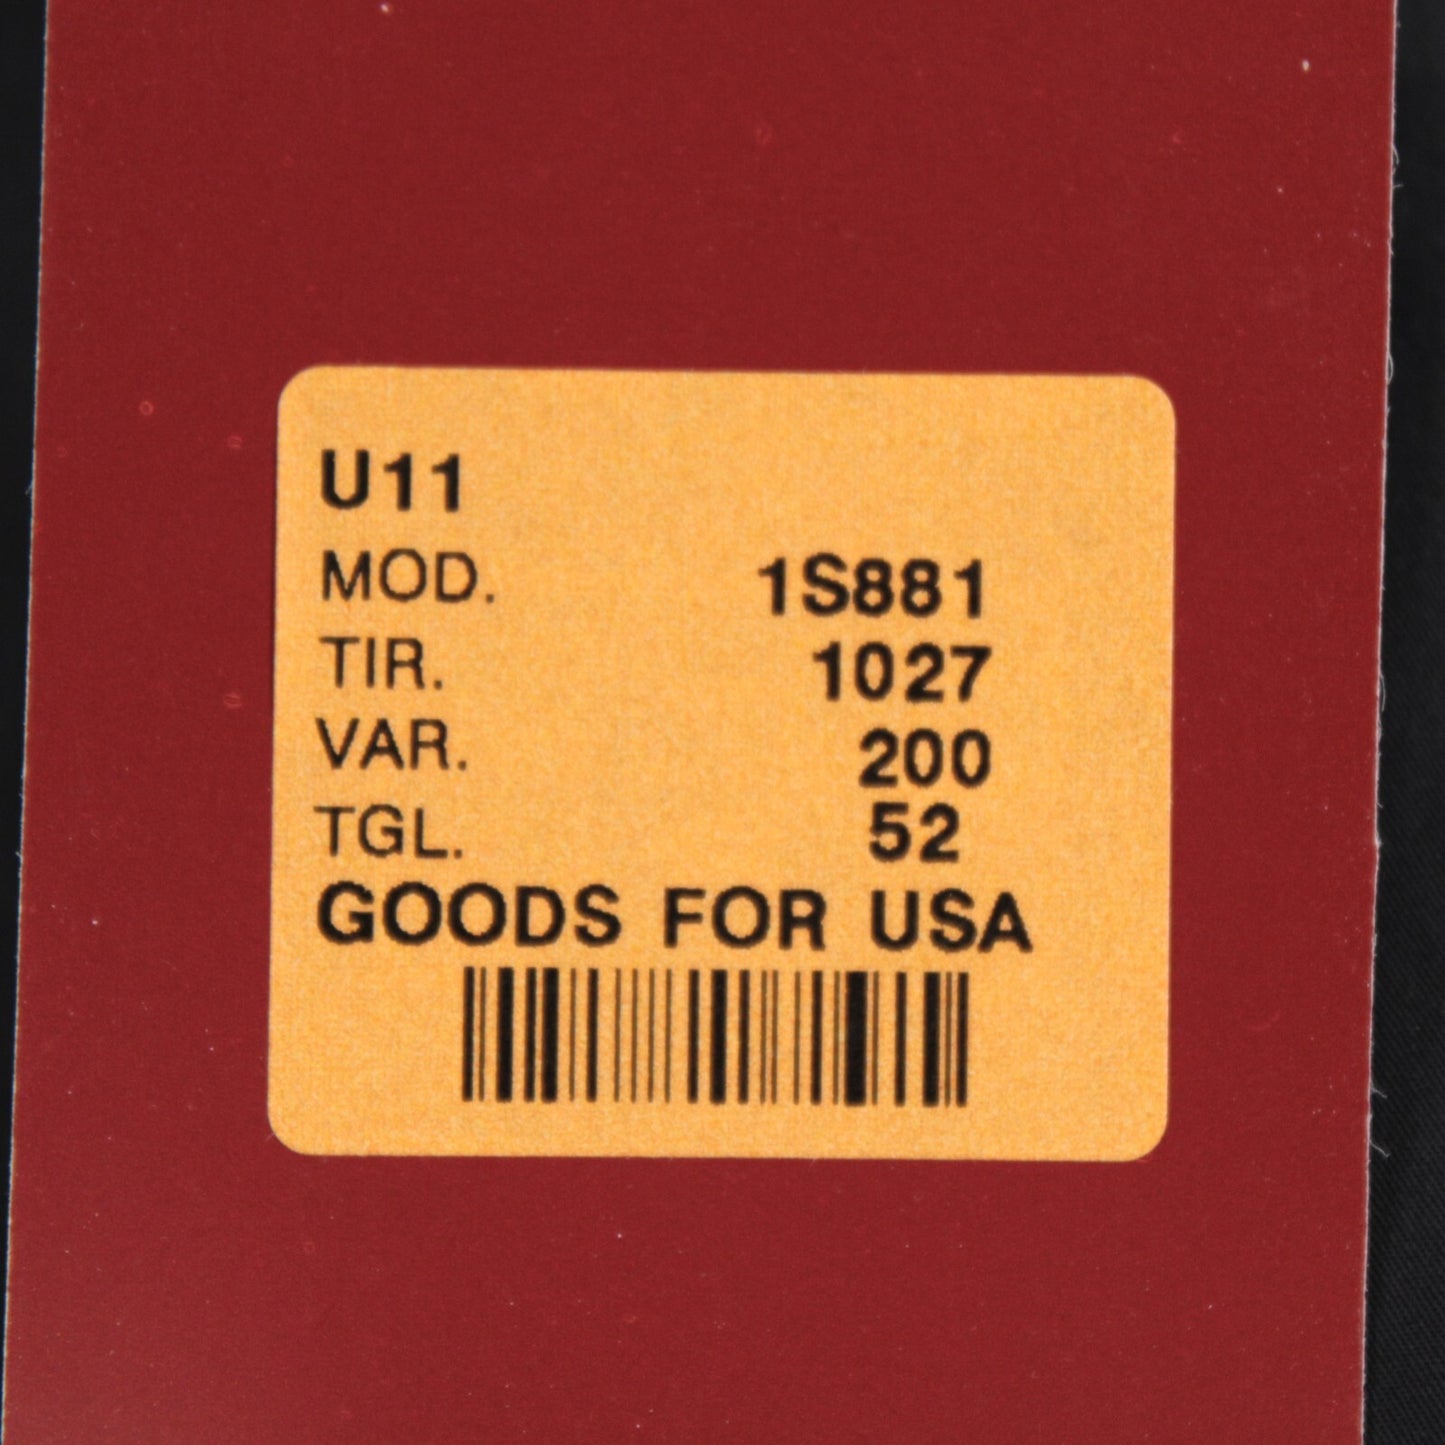 U11
MOD. 1S881
TIR. 1027
VAR. 200
TGL. 52
GOODS FOR USA